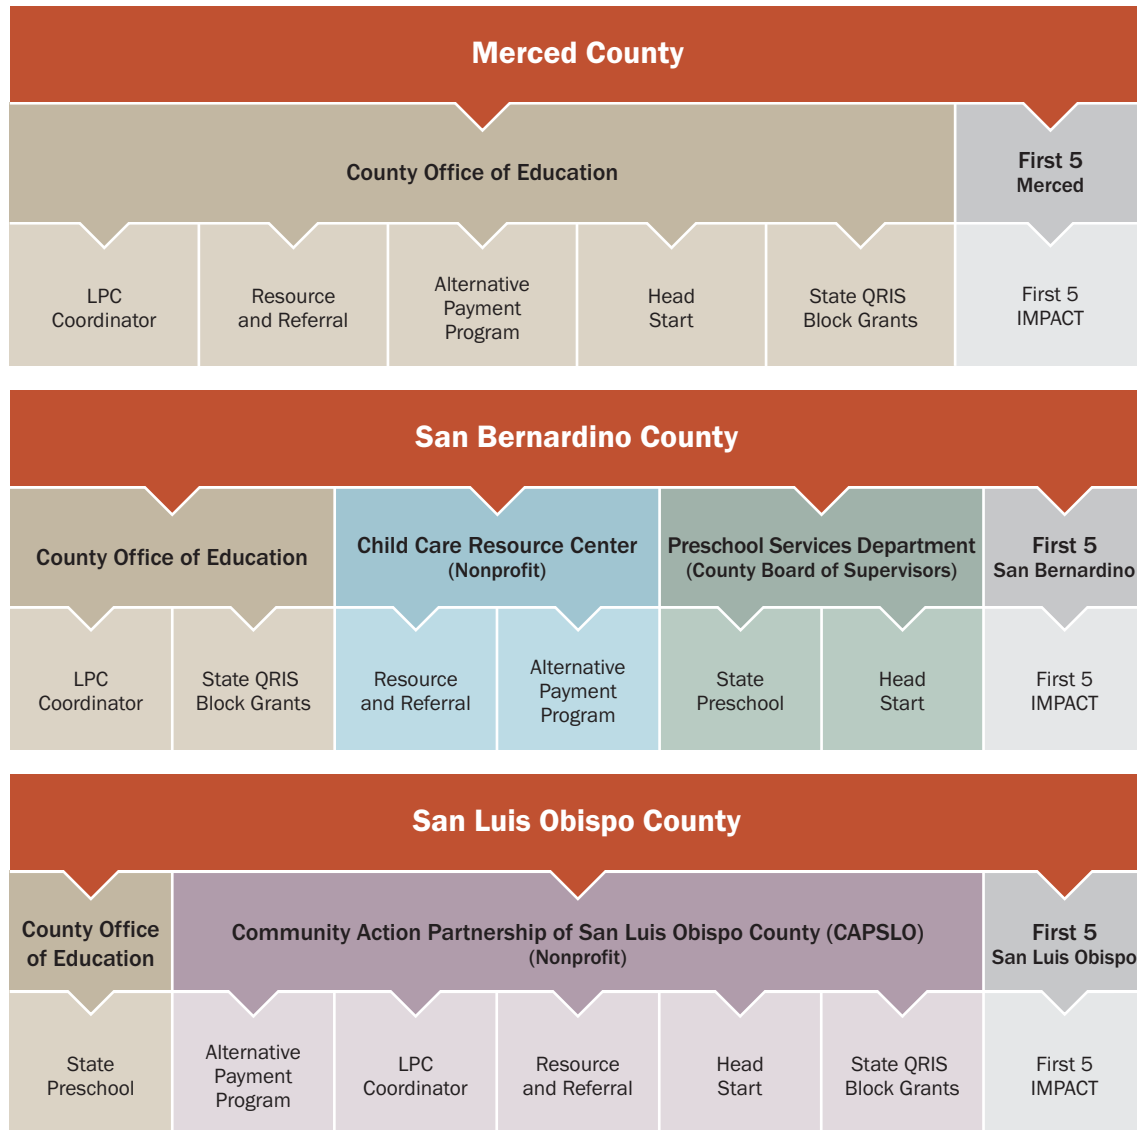 Merced County
County Office of Education
First 5
Merced
LPC
Coordinator
Resource
and Referral
Alternative
Payment
Program
Head
Start
State QRIS
Block Grants
First 5
IMPACT
San Bernardino County
County Office of Education
Child Care Resource Center
(Nonprofit)
Preschool Services Department
(County Board of Supervisors)
First 5
San Bernardino
LPC
Coordinator
State QRIS
Block Grants
Resource
and Referral
Alternative
Payment
Program
State
Preschool
Head
Start
First 5
IMPACT
San Luis Obispo County
County Office
of Education
Community Action Partnership of San Luis Obispo County (CAPSLO)
(Nonprofit)
First 5
San Luis Obispo
State
Preschool
Alternative
Payment
Program
LPC
Coordinator
Resource
and Referral
Head
Start
State QRIS
Block Grants
First 5
IMPACT